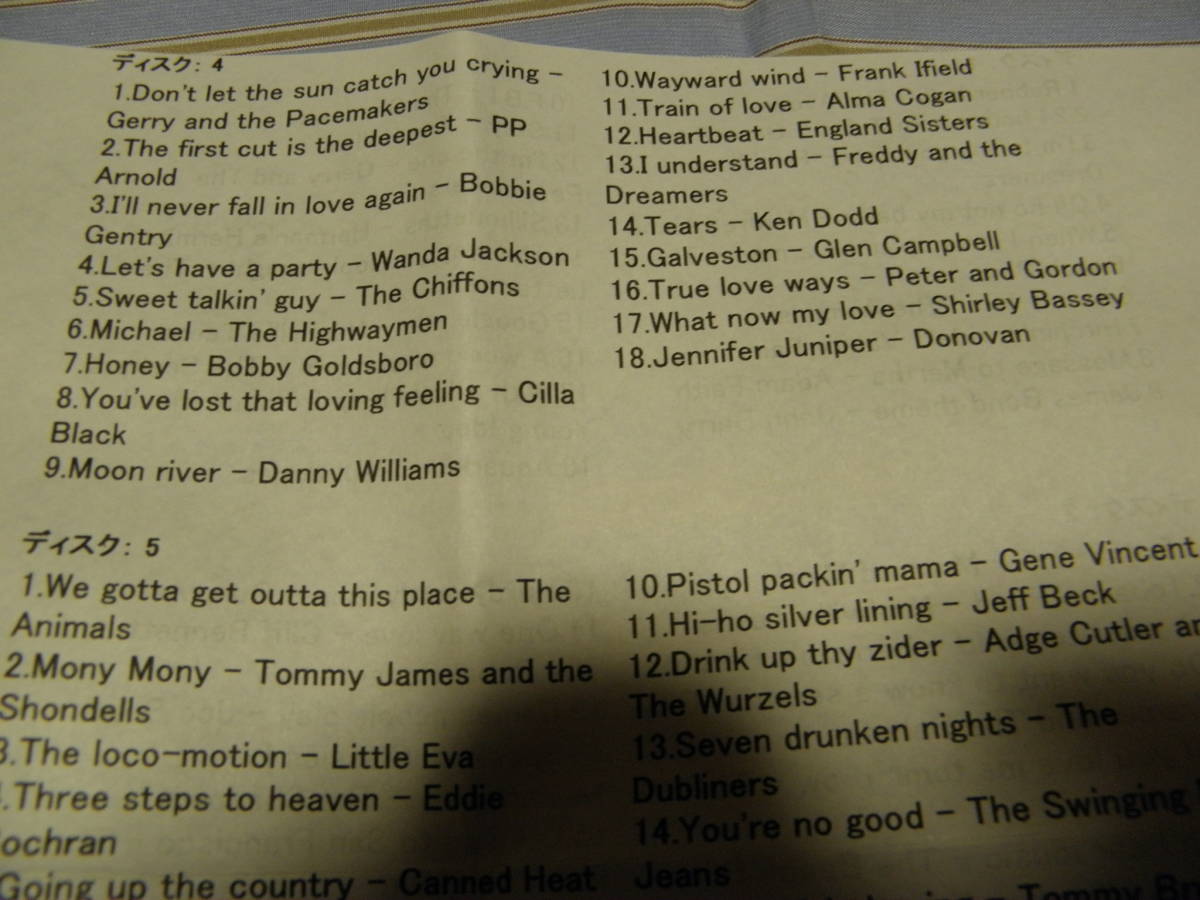 ディスク: 4
1.Don't let the sun catch you crying –
Gerry and the Pacemakers
2.The first cut is the deepest – PP
Arnold
3.I'll never fall in love again – Bobbie
Gentry
4.Let's have a party – Wanda Jackson
5.Sweet talkin' guy – The Chiffons
6.Michael – The Highwaymen
7.Honey – Bobby Goldsboro
8.You've lost that loving feeling – Cilla
Black
9.Moon river – Danny Williams
10.Wayward wind – Frank Ifield
11.Train of love – Alma Cogan
12.Heartbeat – England Sisters
13.I understand – Freddy and the
Dreamers
14.Tears – Ken Dodd
15.Galveston – Glen Campbell
16.True love ways – Peter and Gordon
17.What now my love – Shirley Bassey
18.Jennifer Juniper – Donovan
ディスク: 5
1.We gotta get outta this place – The
Animals
2.Mony Mony – Tommy James and the
Shondells
3.The loco-motion – Little Eva
.Three steps to heaven – Eddie
ochran
Going up the country – Canned Heat
10.Pistol packin' mama – Gene Vincent
11.Hi-ho silver lining – Jeff Beck
12.Drink up thy zider – Adge Cutler an
The Wurzels
13.Seven drunken nights – The
Dubliners
14.You're no good – The Swinging
Jeans
– Tommy